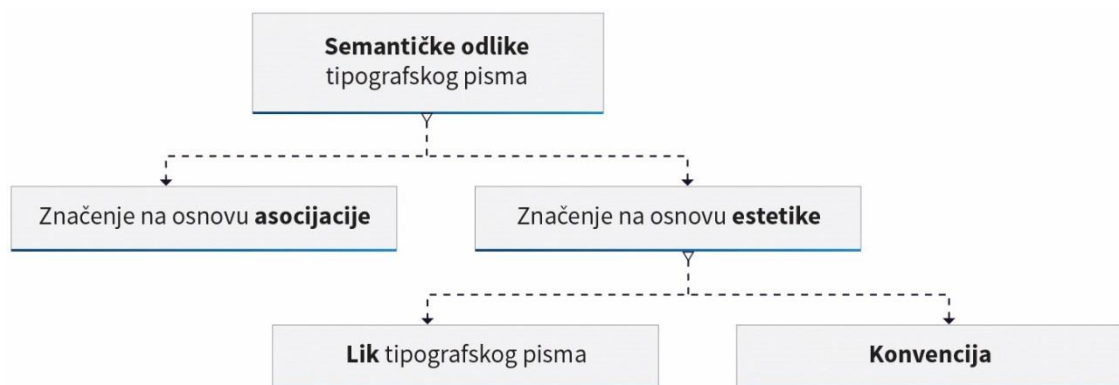 Semantičke odlike
tipografskog pisma
Značenje na osnovu asocijacije
Značenje na osnovu estetike
Lik tipografskog pisma
Konvencija